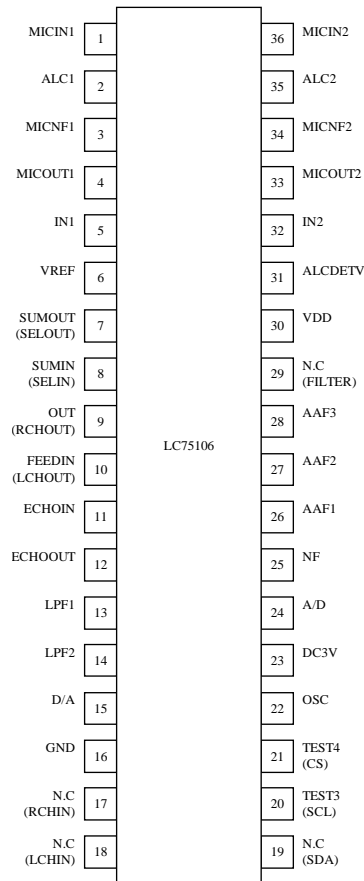 MICIN1 1 36 MICIN2
ALC1 2 35 ALC2
MICNF1 3 34 MICNF2
MICOUT1 4 33 MICOUT2
IN1 5 32 IN2
VREF 6 31 ALCDETV
SUMOUT 7 30 VDD
(SELOUT)
SUMIN 8 29 N.C
(SELIN) (FILTER)
OUT 9 28 AAF3
(RCHOUT)
LC75106
FEEDIN 10 27 AAF2
(LCHOUT)
ECHOIN 11 26 AAF1
ECHOOUT 12 25 NF
LPF1 13 24 A/D
LPF2 14 23 DC3V
D/A 15 22 OSC
GND 16 21 TEST4
(CS)
N.C 17 20 TEST3
(RCHIN) (SCL)
N.C 18 19 N.C
(LCHIN) (SDA)